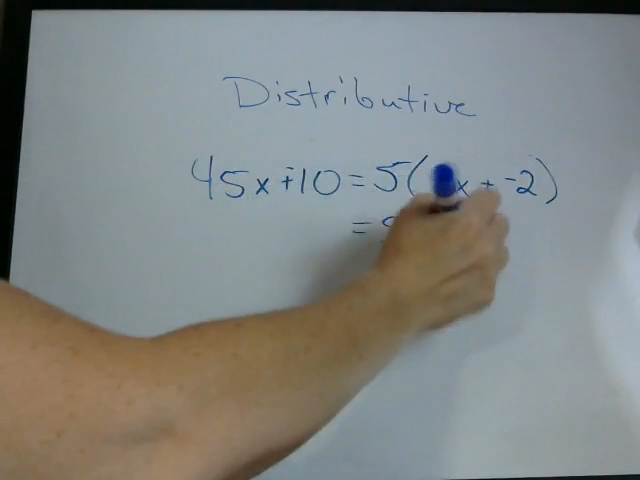 Distributive
45x + ⁻10 = 5( x + ⁻2)
=